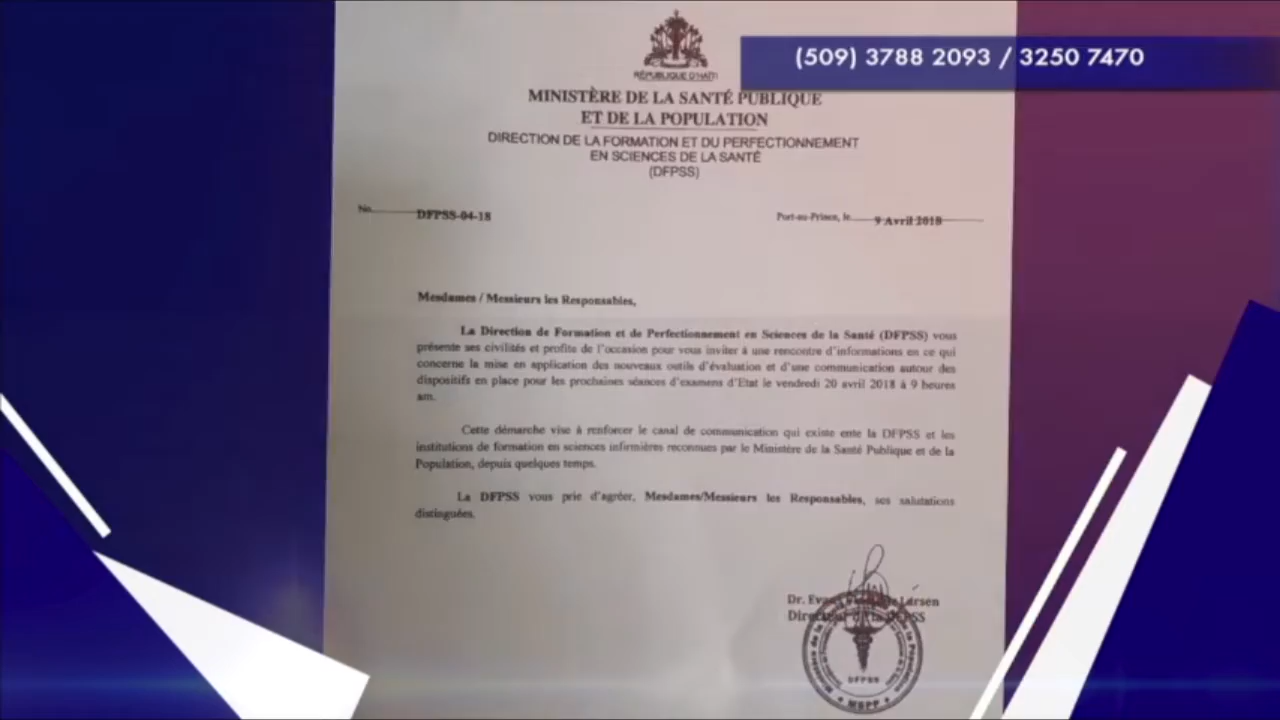 (509) 3788 2093 / 3250 7470
RÉPUBLIQUE D'HAÏTI
MINISTÈRE DE LA SANTÉ PUBLIQUE
ET DE LA POPULATION
DIRECTION DE LA FORMATION ET DU PERFECTIONNEMENT
EN SCIENCES DE LA SANTÉ
(DFPSS)
No. DFPSS-04-18
Port-au-Prince, le 9 Avril 2018
Mesdames / Messieurs les Responsables,
La Direction de Formation et de Perfectionnement en Sciences de la Santé (DFPSS) vous
présente ses civilités et profite de l'occasion pour vous inviter à une rencontre d'informations en ce qui
concerne la mise en application des nouveaux outils d'évaluation et d'une communication autour des
dispositifs en place pour les prochaines séances d'examens d'Etat le vendredi 20 avril 2018 à 9 heures
am.
Cette démarche vise à renforcer le canal de communication qui existe ente la DFPSS et les
institutions de formation en sciences infirmières reconnues par le Ministère de la Santé Publique et de la
Population, depuis quelques temps.
La DFPSS vous prie d'agréer, Mesdames/Messieurs les Responsables, ses salutations
distinguées.
Dr. Larsen
DFPSS
MSPP